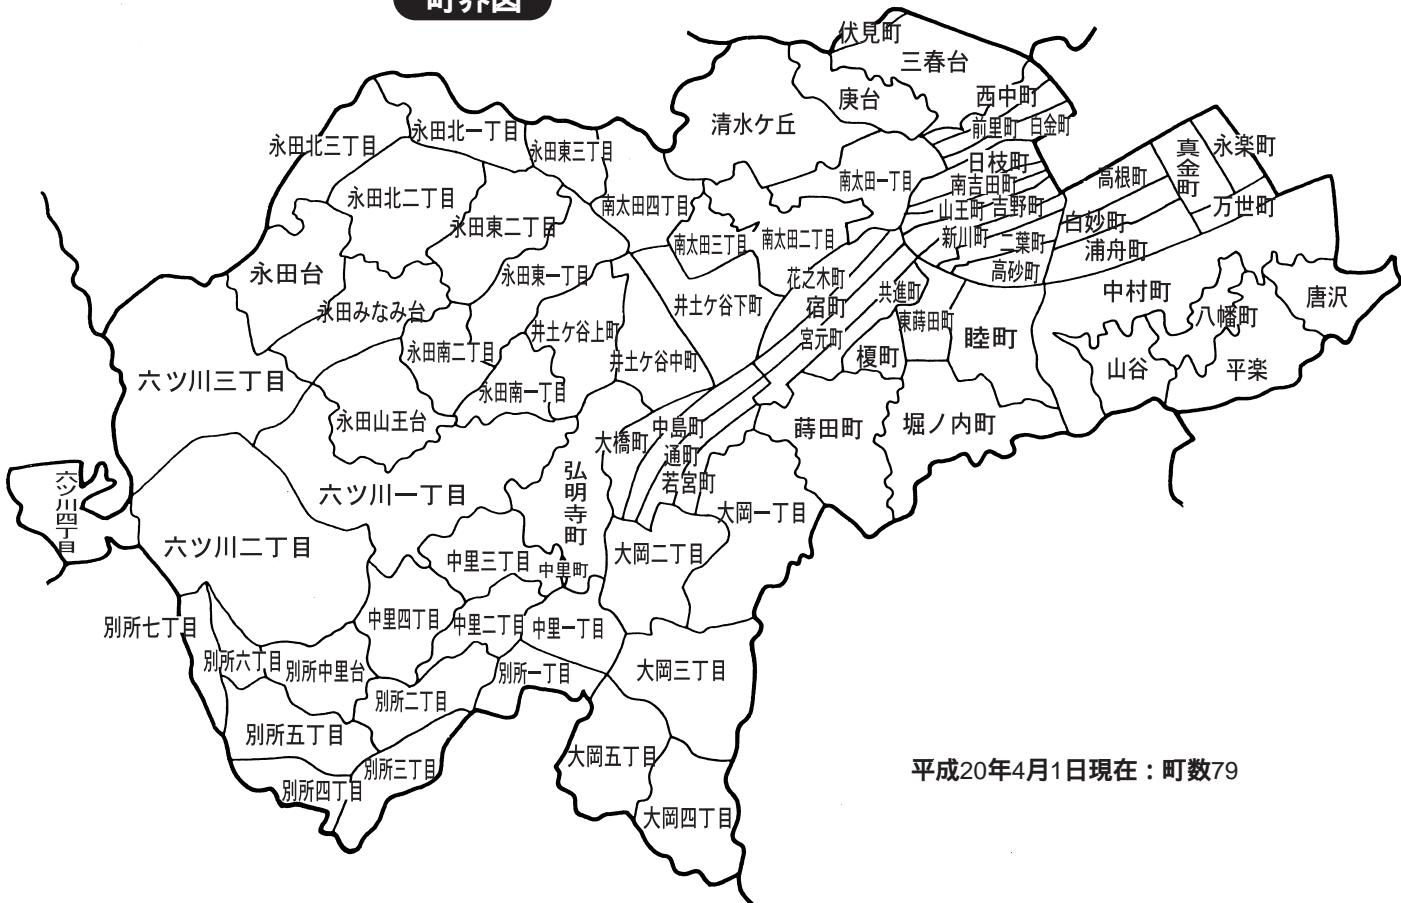 町界図
伏見町
三春台
庚台
西中町
清水ケ丘
前里町
白金町
永田北一丁目
永田北三丁目
永田東三丁目
日枝町
真金町
永楽町
南太田一丁目
南吉田町
高根町
永田北二丁目
南太田四丁目
山王町
吉野町
万世町
永田東二丁目
白妙町
南太田三丁目
南太田二丁目
新川町
二葉町
浦舟町
永田台
永田東一丁目
花之木町
高砂町
井土ケ谷下町
宿町
共進町
中村町
唐沢
永田みなみ台
井土ケ谷上町
東蒔田町
八幡町
宮元町
睦町
永田南二丁目
井土ケ谷中町
榎町
山谷
平楽
六ツ川三丁目
永田南一丁目
永田山王台
中島町
蒔田町
堀ノ内町
大橋町
通町
若宮町
六ツ川一丁目
弘明寺町
六ツ川四丁目
大岡一丁目
六ツ川二丁目
中里三丁目
中里町
大岡二丁目
別所七丁目
中里四丁目
中里二丁目
中里一丁目
別所六丁目
別所中里台
別所一丁目
大岡三丁目
別所二丁目
別所五丁目
大岡五丁目
別所三丁目
別所四丁目
大岡四丁目
平成20年4月1日現在：町数79